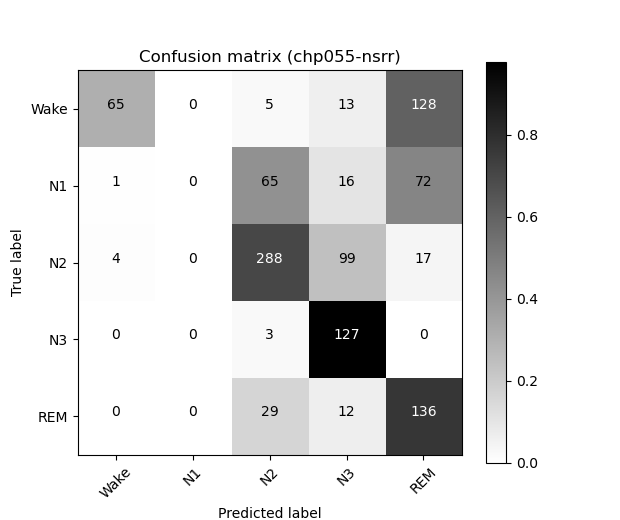 Confusion matrix (chp055-nsrr)
Wake 65 0 5 13 128
N1 1 0 65 16 72
N2 4 0 288 99 17
N3 0 0 3 127 0
REM 0 0 29 12 136
Wake N1 N2 N3 REM
Predicted label
True label
0.8
0.6
0.4
0.2
0.0